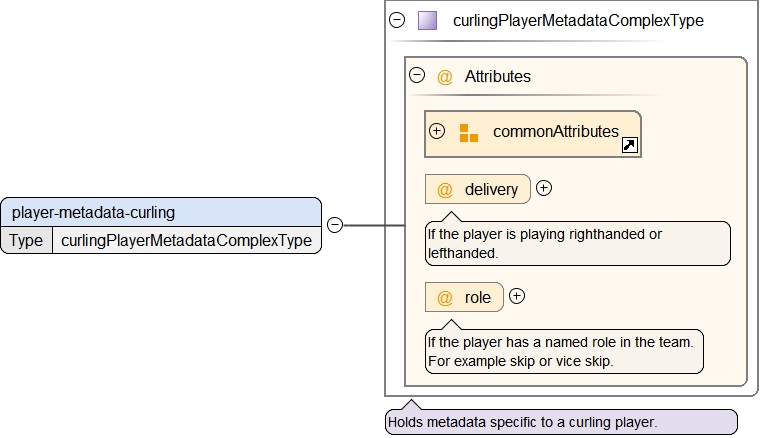 curlingPlayerMetadataComplexType
@ Attributes
commonAttributes
@ delivery
If the player is playing righthanded or
lefthanded.
@ role
If the player has a named role in the team.
For example skip or vice skip.
Holds metadata specific to a curling player.
player-metadata-curling
Type curlingPlayerMetadataComplexType